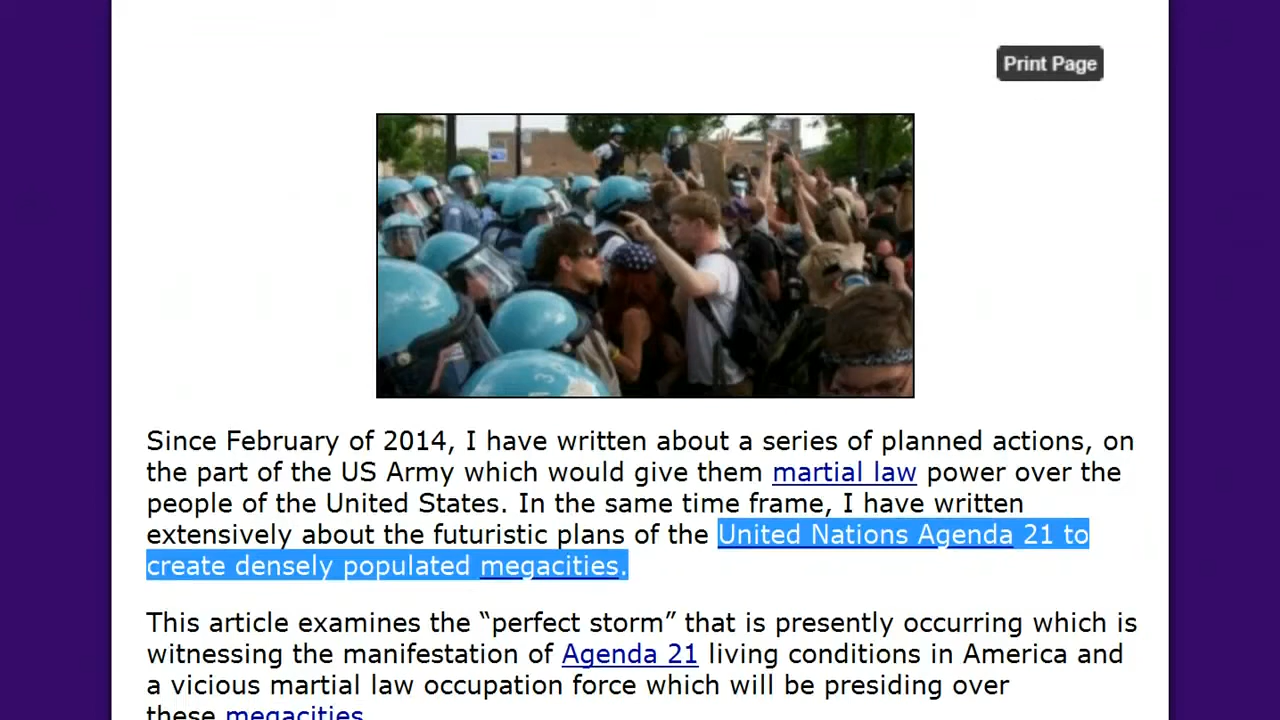 Print Page
Since February of 2014, I have written about a series of planned actions, on
the part of the US Army which would give them martial law power over the
people of the United States. In the same time frame, I have written
extensively about the futuristic plans of the United Nations Agenda 21 to
create densely populated megacities.
This article examines the “perfect storm” that is presently occurring which is
witnessing the manifestation of Agenda 21 living conditions in America and
a vicious martial law occupation force which will be presiding over
these megacities.